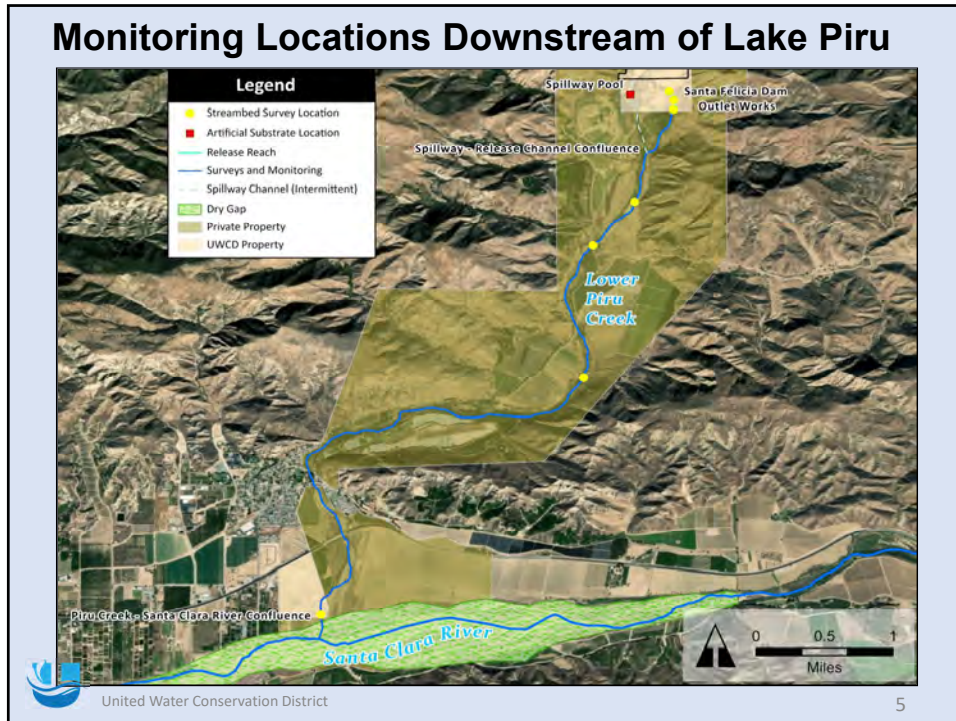 Monitoring Locations Downstream of Lake Piru
Legend
Streambed Survey Location
Artificial Substrate Location
Release Reach
Surveys and Monitoring
Spillway Channel (Intermittent)
Dry Gap
Private Property
UWCD Property
Spillway Pool
Santa Felicia Dam
Outlet Works
Spillway - Release Channel Confluence
Lower
Piru
Creek
Piru Creek - Santa Clara River Confluence
Santa Clara River
0 0.5 1
Miles
United Water Conservation District
5